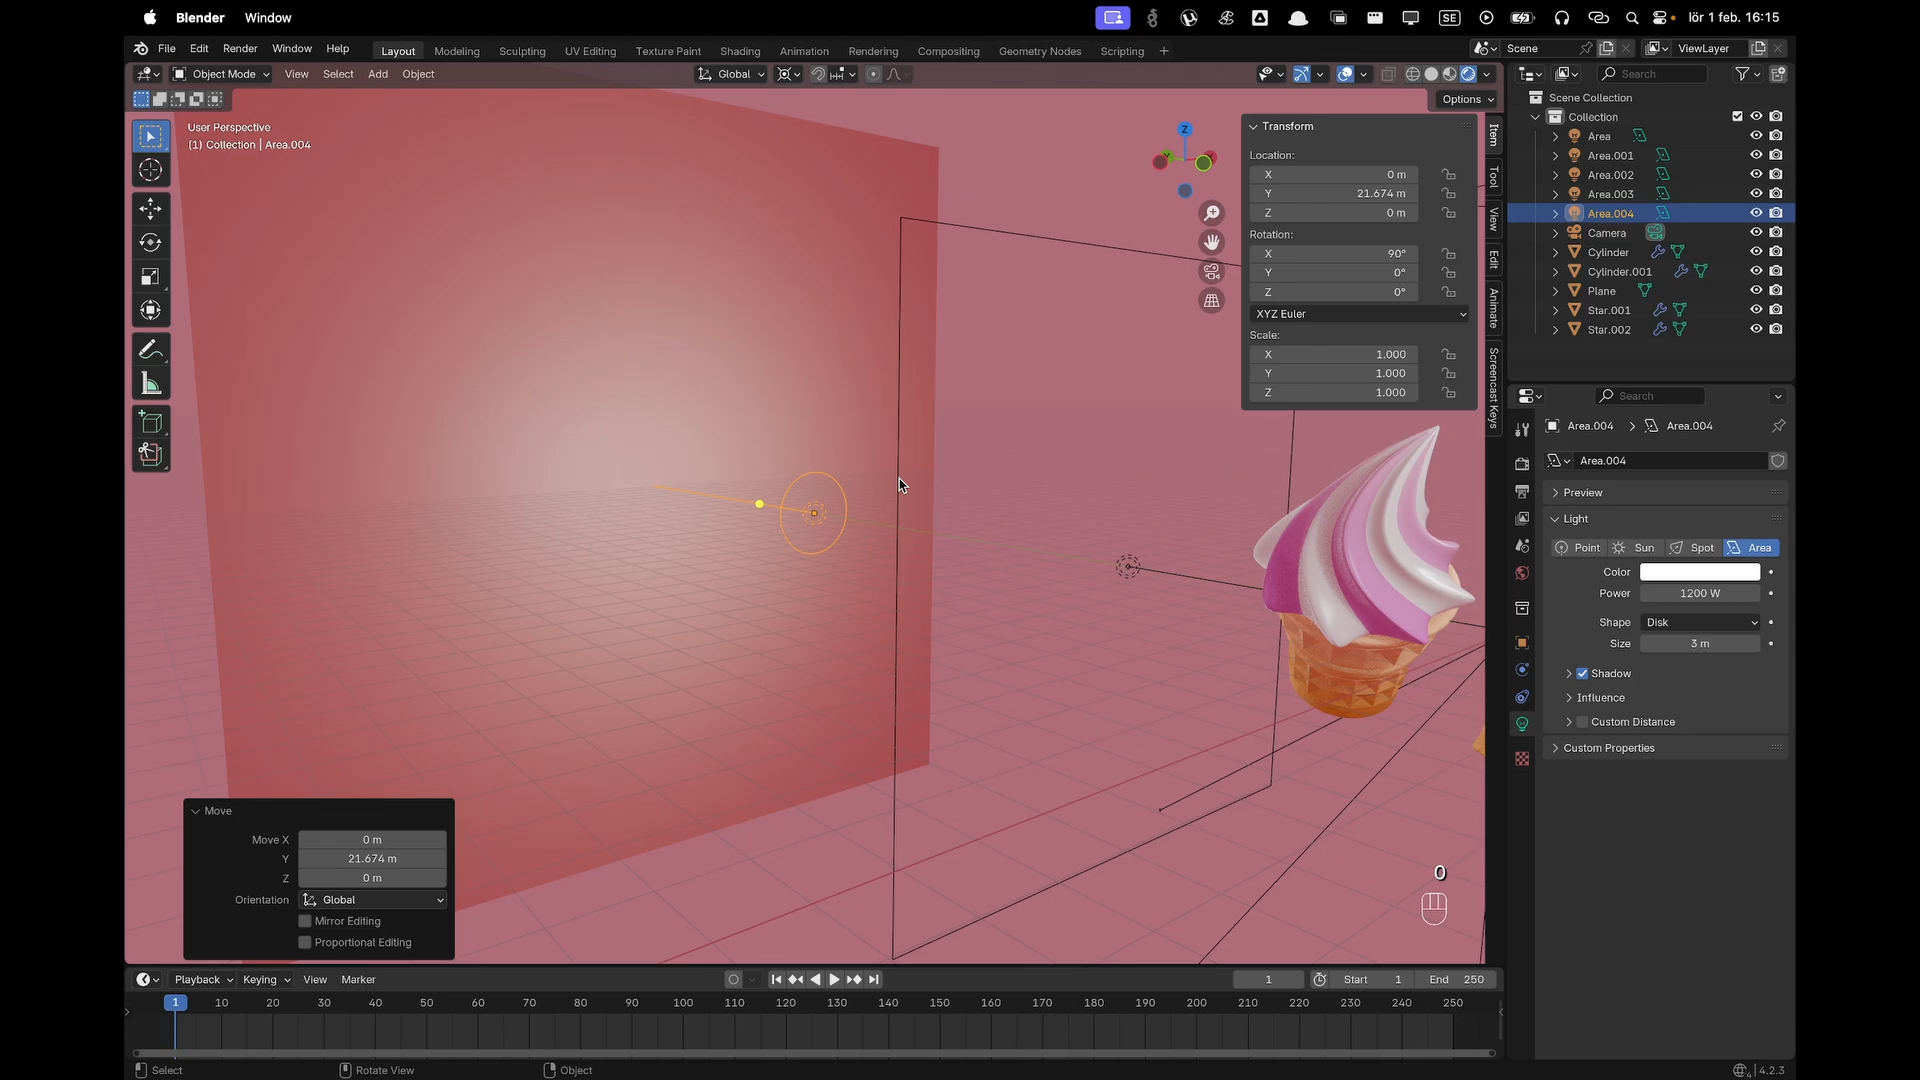 Blender Window
SE lör 1 feb. 16:15
File Edit Render Window Help Layout Modeling Sculpting UV Editing Texture Paint Shading Animation Rendering Compositing Geometry Nodes Scripting + Scene ViewLayer
Object Mode View Select Add Object Global Search
Options
User Perspective
(1) Collection | Area.004
Z
Transform
Location:
X 0 m
Y 21.674 m
Z 0 m
Rotation:
X 90°
Y 0°
Z 0°
XYZ Euler
Scale:
X 1.000
Y 1.000
Z 1.000
Item
Tool
View
Edit
Animate
Screencast Keys
Scene Collection
Collection
Area
Area.001
Area.002
Area.003
Area.004
Camera
Cylinder
Cylinder.001
Plane
Star.001
Star.002
Search
Area.004 Area.004
Area.004
Preview
Light
Point Sun Spot Area
Color
Power 1200 W
Shape Disk
Size 3 m
Shadow
Influence
Custom Distance
Custom Properties
Move
Move X 0 m
Y 21.674 m
Z 0 m
Orientation Global
Mirror Editing
Proportional Editing
0
Playback Keying View Marker 1 Start 1 End 250
1 10 20 30 40 50 60 70 80 90 100 110 120 130 140 150 160 170 180 190 200 210 220 230 240 250
Select Rotate View Object 4.2.3